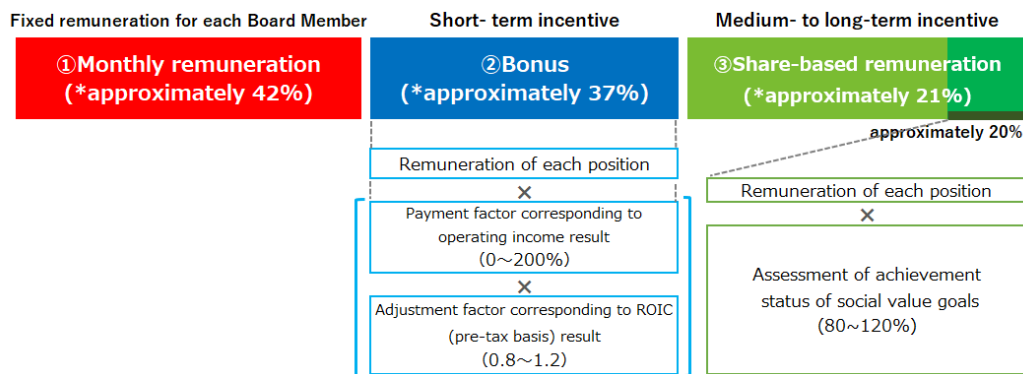 Fixed remuneration for each Board Member
①Monthly remuneration
(*approximately 42%)
Short- term incentive
②Bonus
(*approximately 37%)
Remuneration of each position
×
Payment factor corresponding to
operating income result
(0～200%)
×
Adjustment factor corresponding to ROIC
(pre-tax basis) result
(0.8～1.2)
Medium- to long-term incentive
③Share-based remuneration
(*approximately 21%)
approximately 20%
Remuneration of each position
×
Assessment of achievement
status of social value goals
(80~120%)